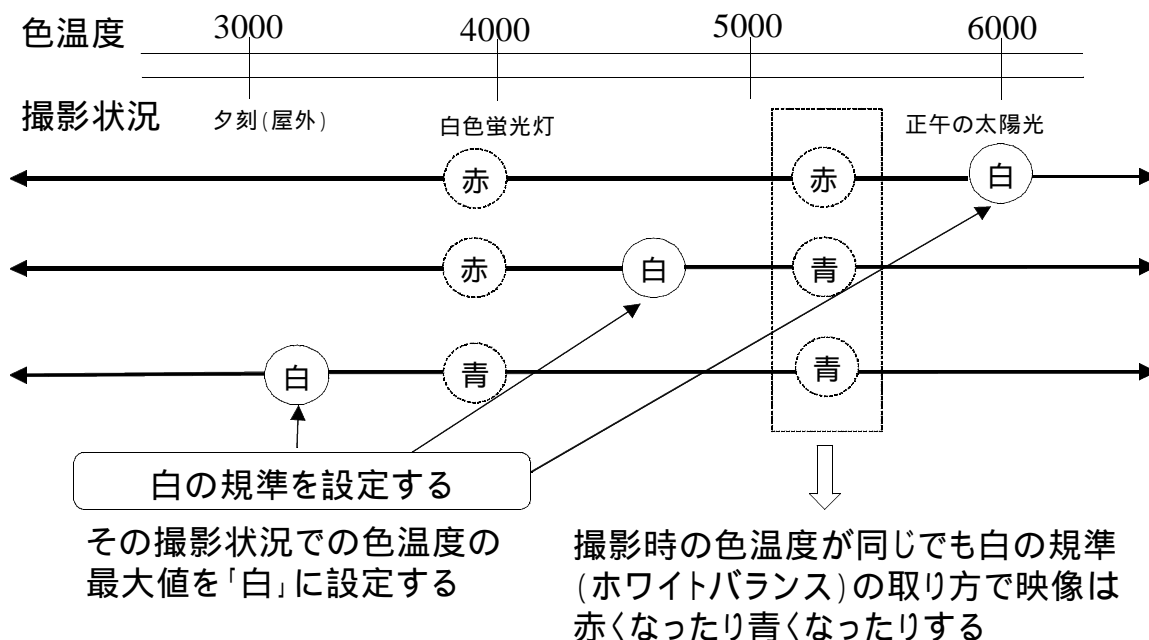 色温度 3000 4000 5000 6000
撮影状況 夕刻(屋外) 白色蛍光灯 正午の太陽光
赤 赤 白
赤 白 青
白 青 青
白の規準を設定する
その撮影状況での色温度の
最大値を「白」に設定する
撮影時の色温度が同じでも白の規準
(ホワイトバランス)の取り方で映像は
赤くなったり青くなったりする